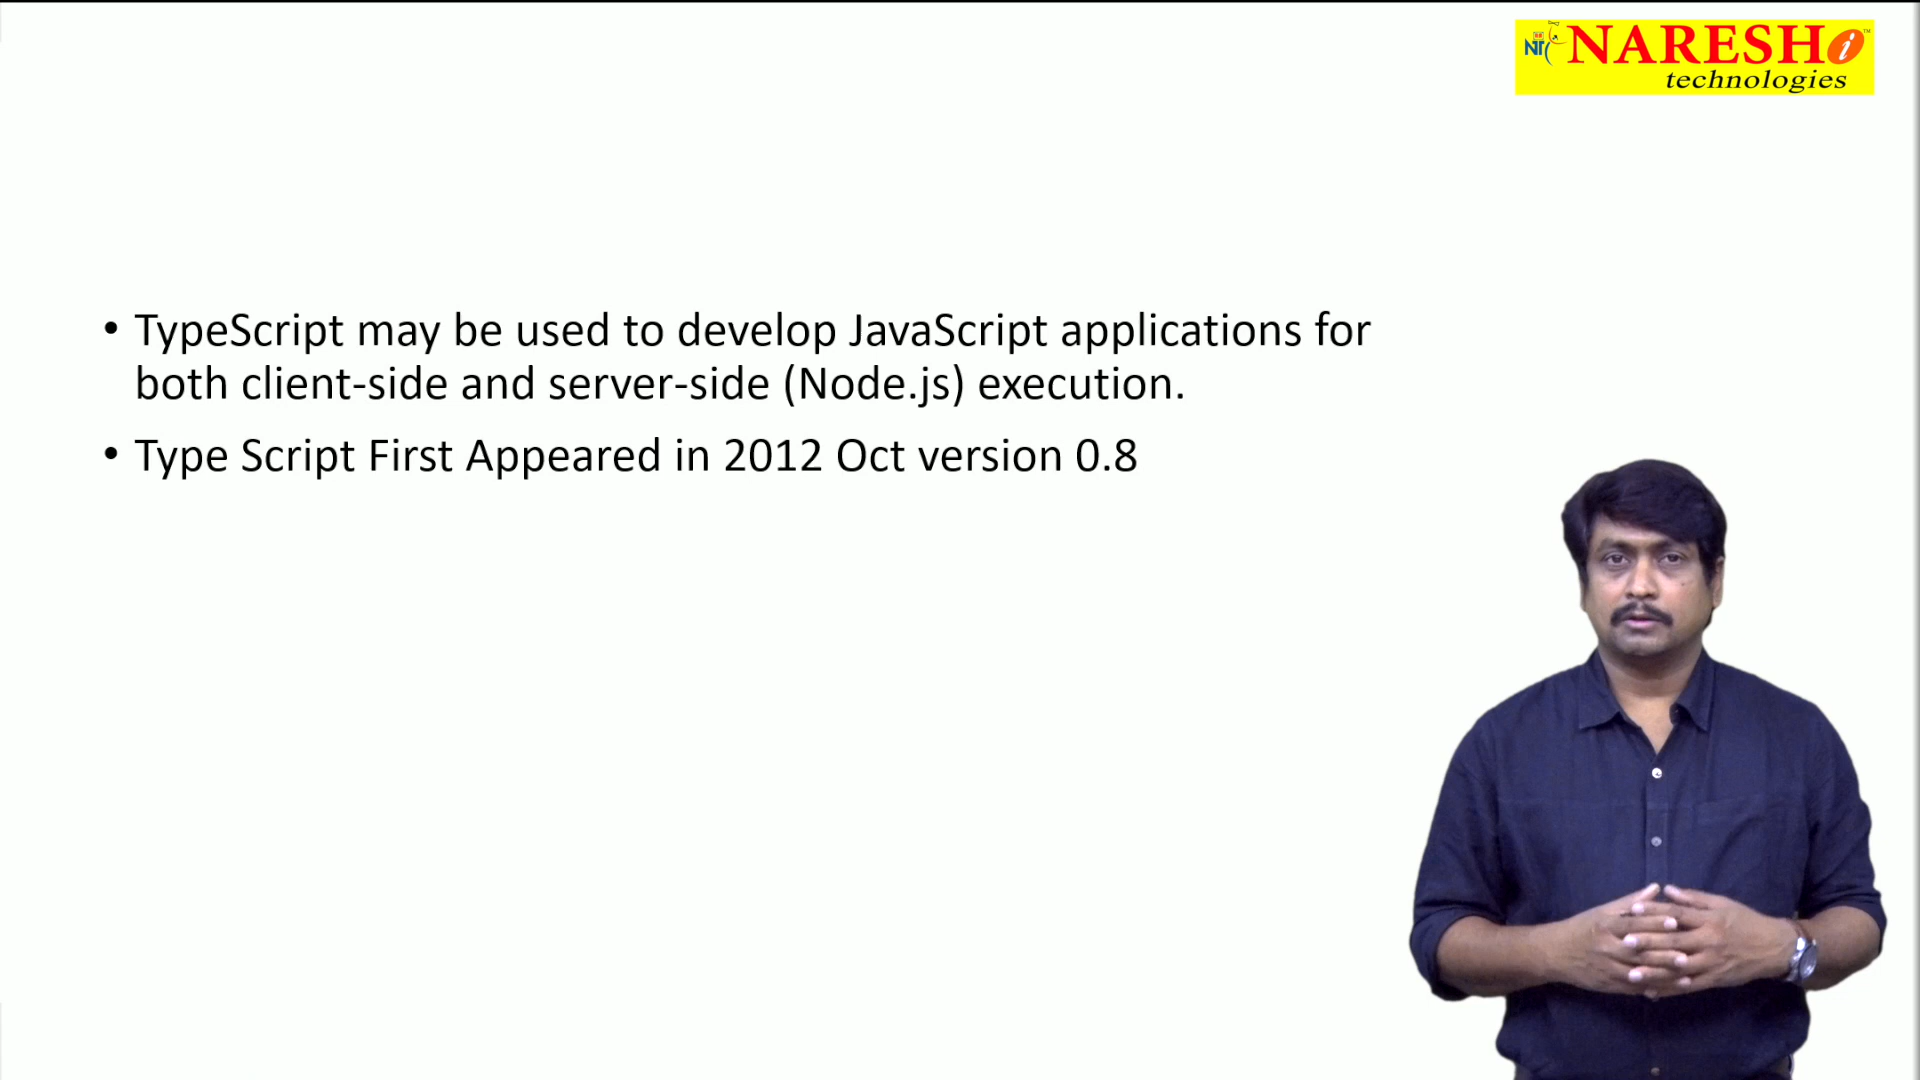 NARESH i
technologies
• TypeScript may be used to develop JavaScript applications for
both client-side and server-side (Node.js) execution.
• Type Script First Appeared in 2012 Oct version 0.8